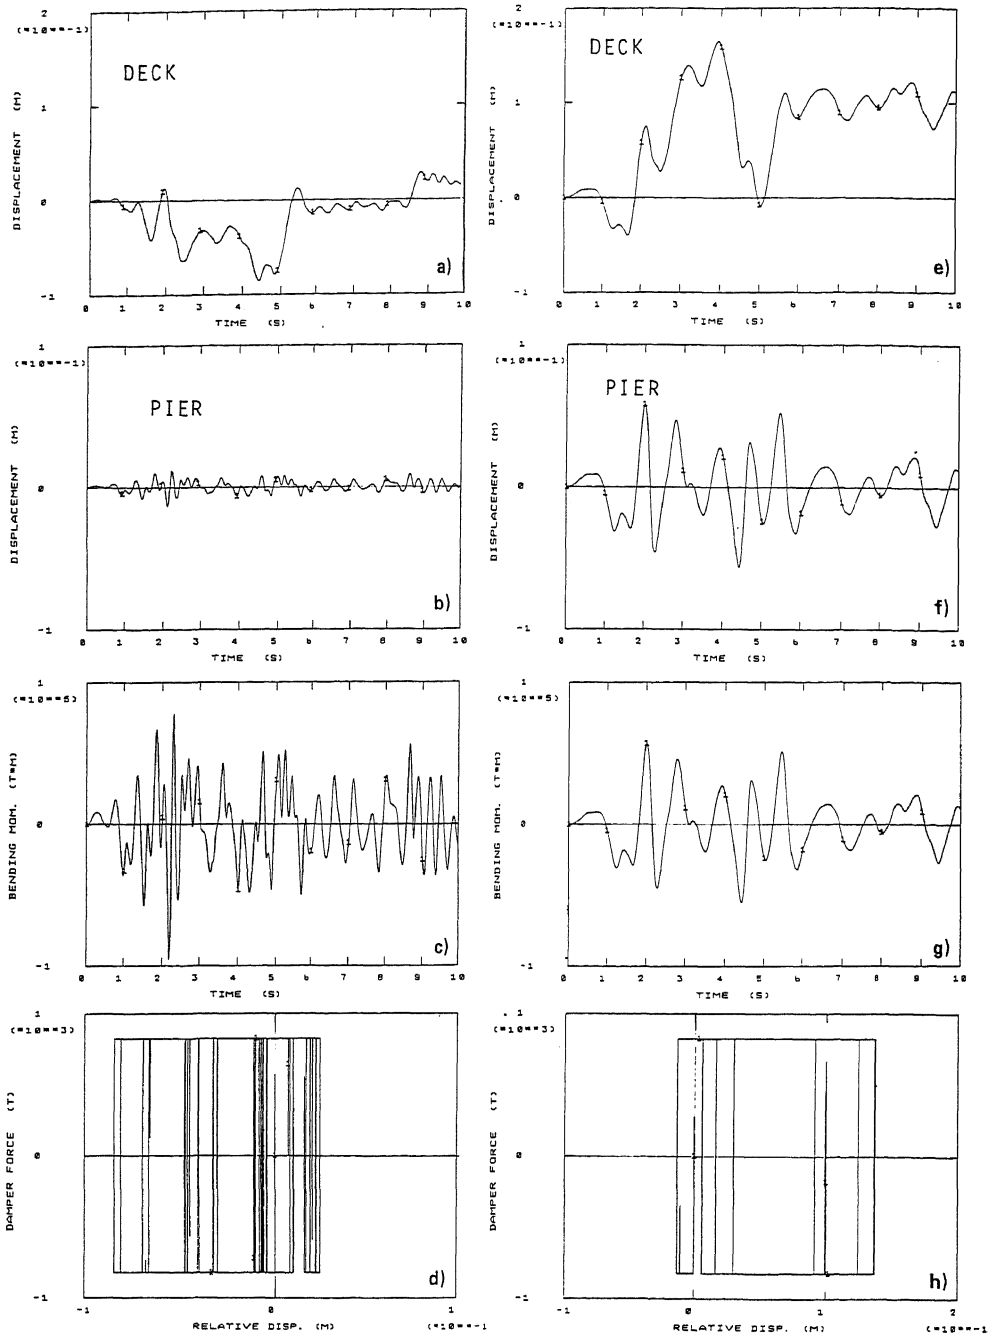 2
(*10**-1)
DECK
1
0
-1
DISPLACEMENT (M)
0 1 2 3 4 5 6 7 8 9 10
TIME (S)
a)
2
(*10**-1)
DECK
1
0
-1
DISPLACEMENT (M)
0 1 2 3 4 5 6 7 8 9 10
TIME (S)
e)
1
(*10**-1)
PIER
0
-1
DISPLACEMENT (M)
0 1 2 3 4 5 6 7 8 9 10
TIME (S)
b)
1
(*10**-1)
PIER
0
-1
DISPLACEMENT (M)
0 1 2 3 4 5 6 7 8 9 10
TIME (S)
f)
1
(*10**5)
0
-1
BENDING MOM. (T*M)
0 1 2 3 4 5 6 7 8 9 10
TIME (S)
c)
1
(*10**5)
0
-1
BENDING MOM. (T*M)
0 1 2 3 4 5 6 7 8 9 10
TIME (S)
g)
1
(*10**3)
0
-1
DAMPER FORCE (T)
-1 0 1
RELATIVE DISP. (M) (*10**-1
d)
1
(*10**3)
0
-1
DAMPER FORCE (T)
-1 0 1 2
RELATIVE DISP. (M) (*10**-1
h)